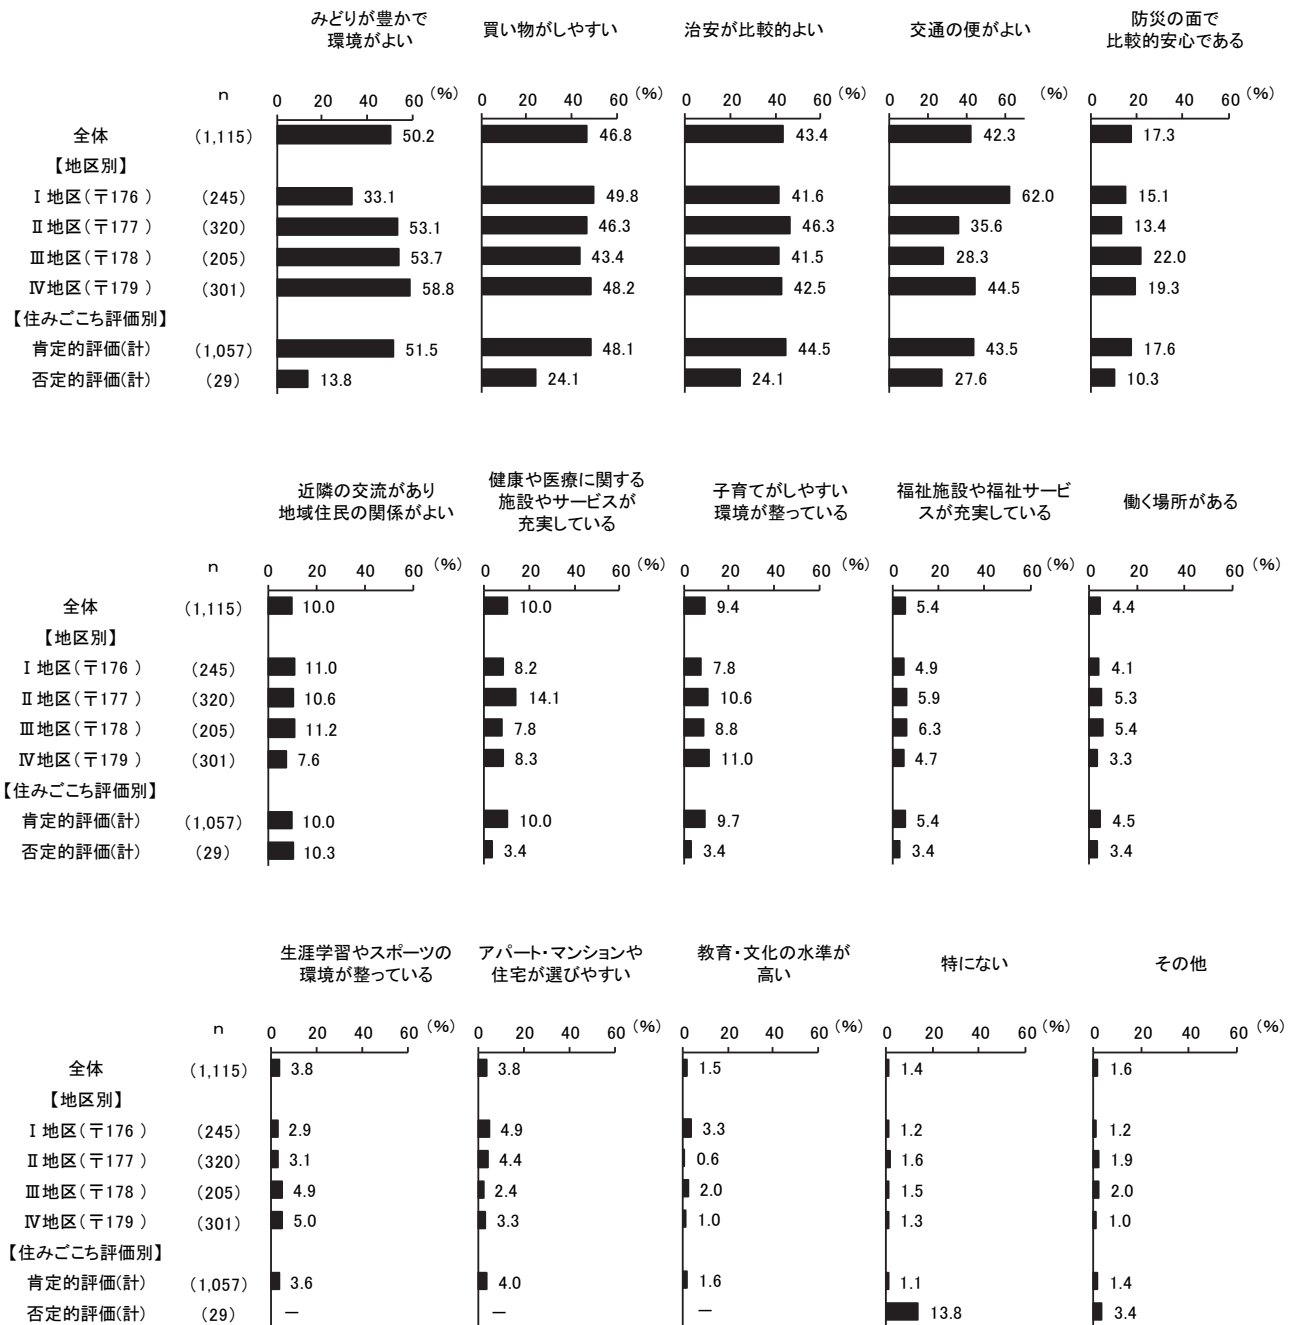 みどりが豊かで 買い物がしやすい 治安が比較的よい 交通の便がよい 防災の面で
環境がよい 比較的安心である
n 0 20 40 60 (%) 0 20 40 60 (%) 0 20 40 60 (%) 0 20 40 60 (%) 0 20 40 60 (%)
全体 (1,115) 50.2 46.8 43.4 42.3 17.3
【地区別】
Ⅰ地区(〒176 ) (245) 33.1 49.8 41.6 62.0 15.1
Ⅱ地区(〒177 ) (320) 53.1 46.3 46.3 35.6 13.4
Ⅲ地区(〒178 ) (205) 53.7 43.4 41.5 28.3 22.0
Ⅳ地区(〒179 ) (301) 58.8 48.2 42.5 44.5 19.3
【住みごこち評価別】
肯定的評価(計) (1,057) 51.5 48.1 44.5 43.5 17.6
否定的評価(計) (29) 13.8 24.1 24.1 27.6 10.3
近隣の交流があり 健康や医療に関する 子育てがしやすい 福祉施設や福祉サービ 働く場所がある
地域住民の関係がよい 施設やサービスが 環境が整っている スが充実している
充実している
n 0 20 40 60 (%) 0 20 40 60 (%) 0 20 40 60 (%) 0 20 40 60 (%) 0 20 40 60 (%)
全体 (1,115) 10.0 10.0 9.4 5.4 4.4
【地区別】
Ⅰ地区(〒176 ) (245) 11.0 8.2 7.8 4.9 4.1
Ⅱ地区(〒177 ) (320) 10.6 14.1 10.6 5.9 5.3
Ⅲ地区(〒178 ) (205) 11.2 7.8 8.8 6.3 5.4
Ⅳ地区(〒179 ) (301) 7.6 8.3 11.0 4.7 3.3
【住みごこち評価別】
肯定的評価(計) (1,057) 10.0 10.0 9.7 5.4 4.5
否定的評価(計) (29) 10.3 3.4 3.4 3.4 3.4
生涯学習やスポーツの アパート・マンションや 教育・文化の水準が 特にない その他
環境が整っている 住宅が選びやすい 高い
n 0 20 40 60 (%) 0 20 40 60 (%) 0 20 40 60 (%) 0 20 40 60 (%) 0 20 40 60 (%)
全体 (1,115) 3.8 3.8 1.5 1.4 1.6
【地区別】
Ⅰ地区(〒176 ) (245) 2.9 4.9 3.3 1.2 1.2
Ⅱ地区(〒177 ) (320) 3.1 4.4 0.6 1.6 1.9
Ⅲ地区(〒178 ) (205) 4.9 2.4 2.0 1.5 2.0
Ⅳ地区(〒179 ) (301) 5.0 3.3 1.0 1.3 1.0
【住みごこち評価別】
肯定的評価(計) (1,057) 3.6 4.0 1.6 1.1 1.4
否定的評価(計) (29) － － － 13.8 3.4